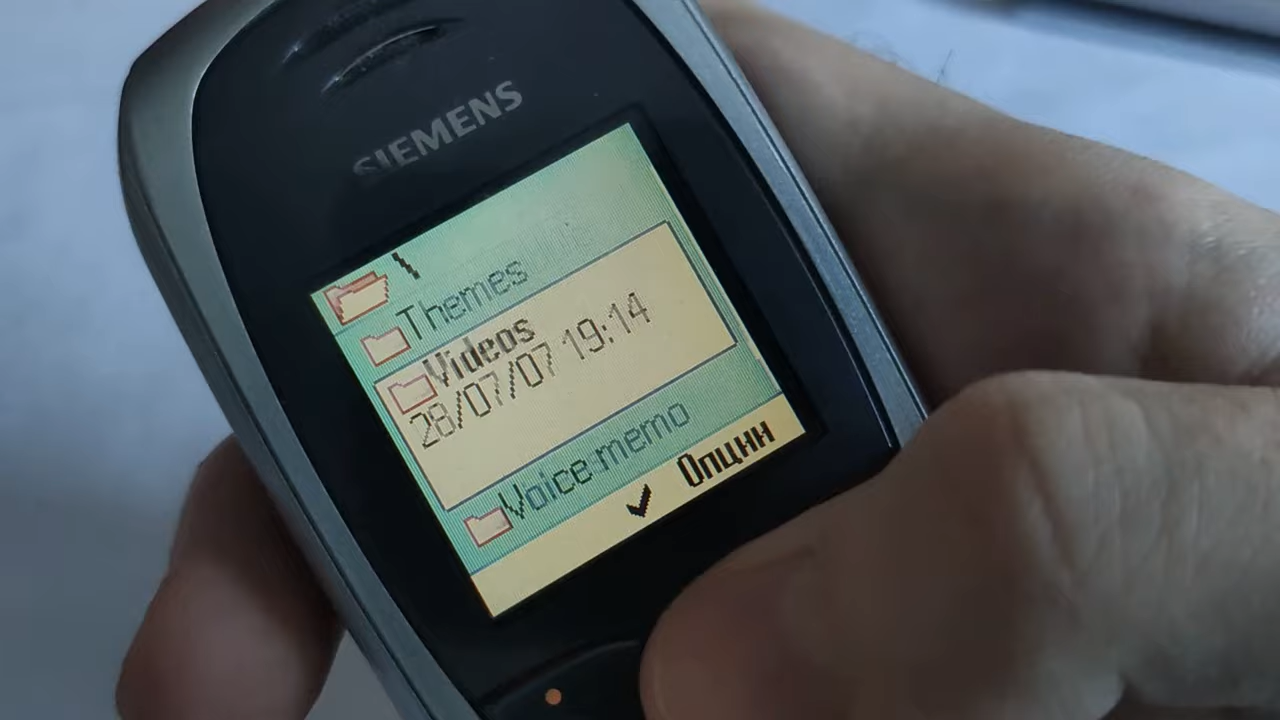 SIEMENS
\
Themes
Videos
28/07/07 19:14
Voice memo
Опции